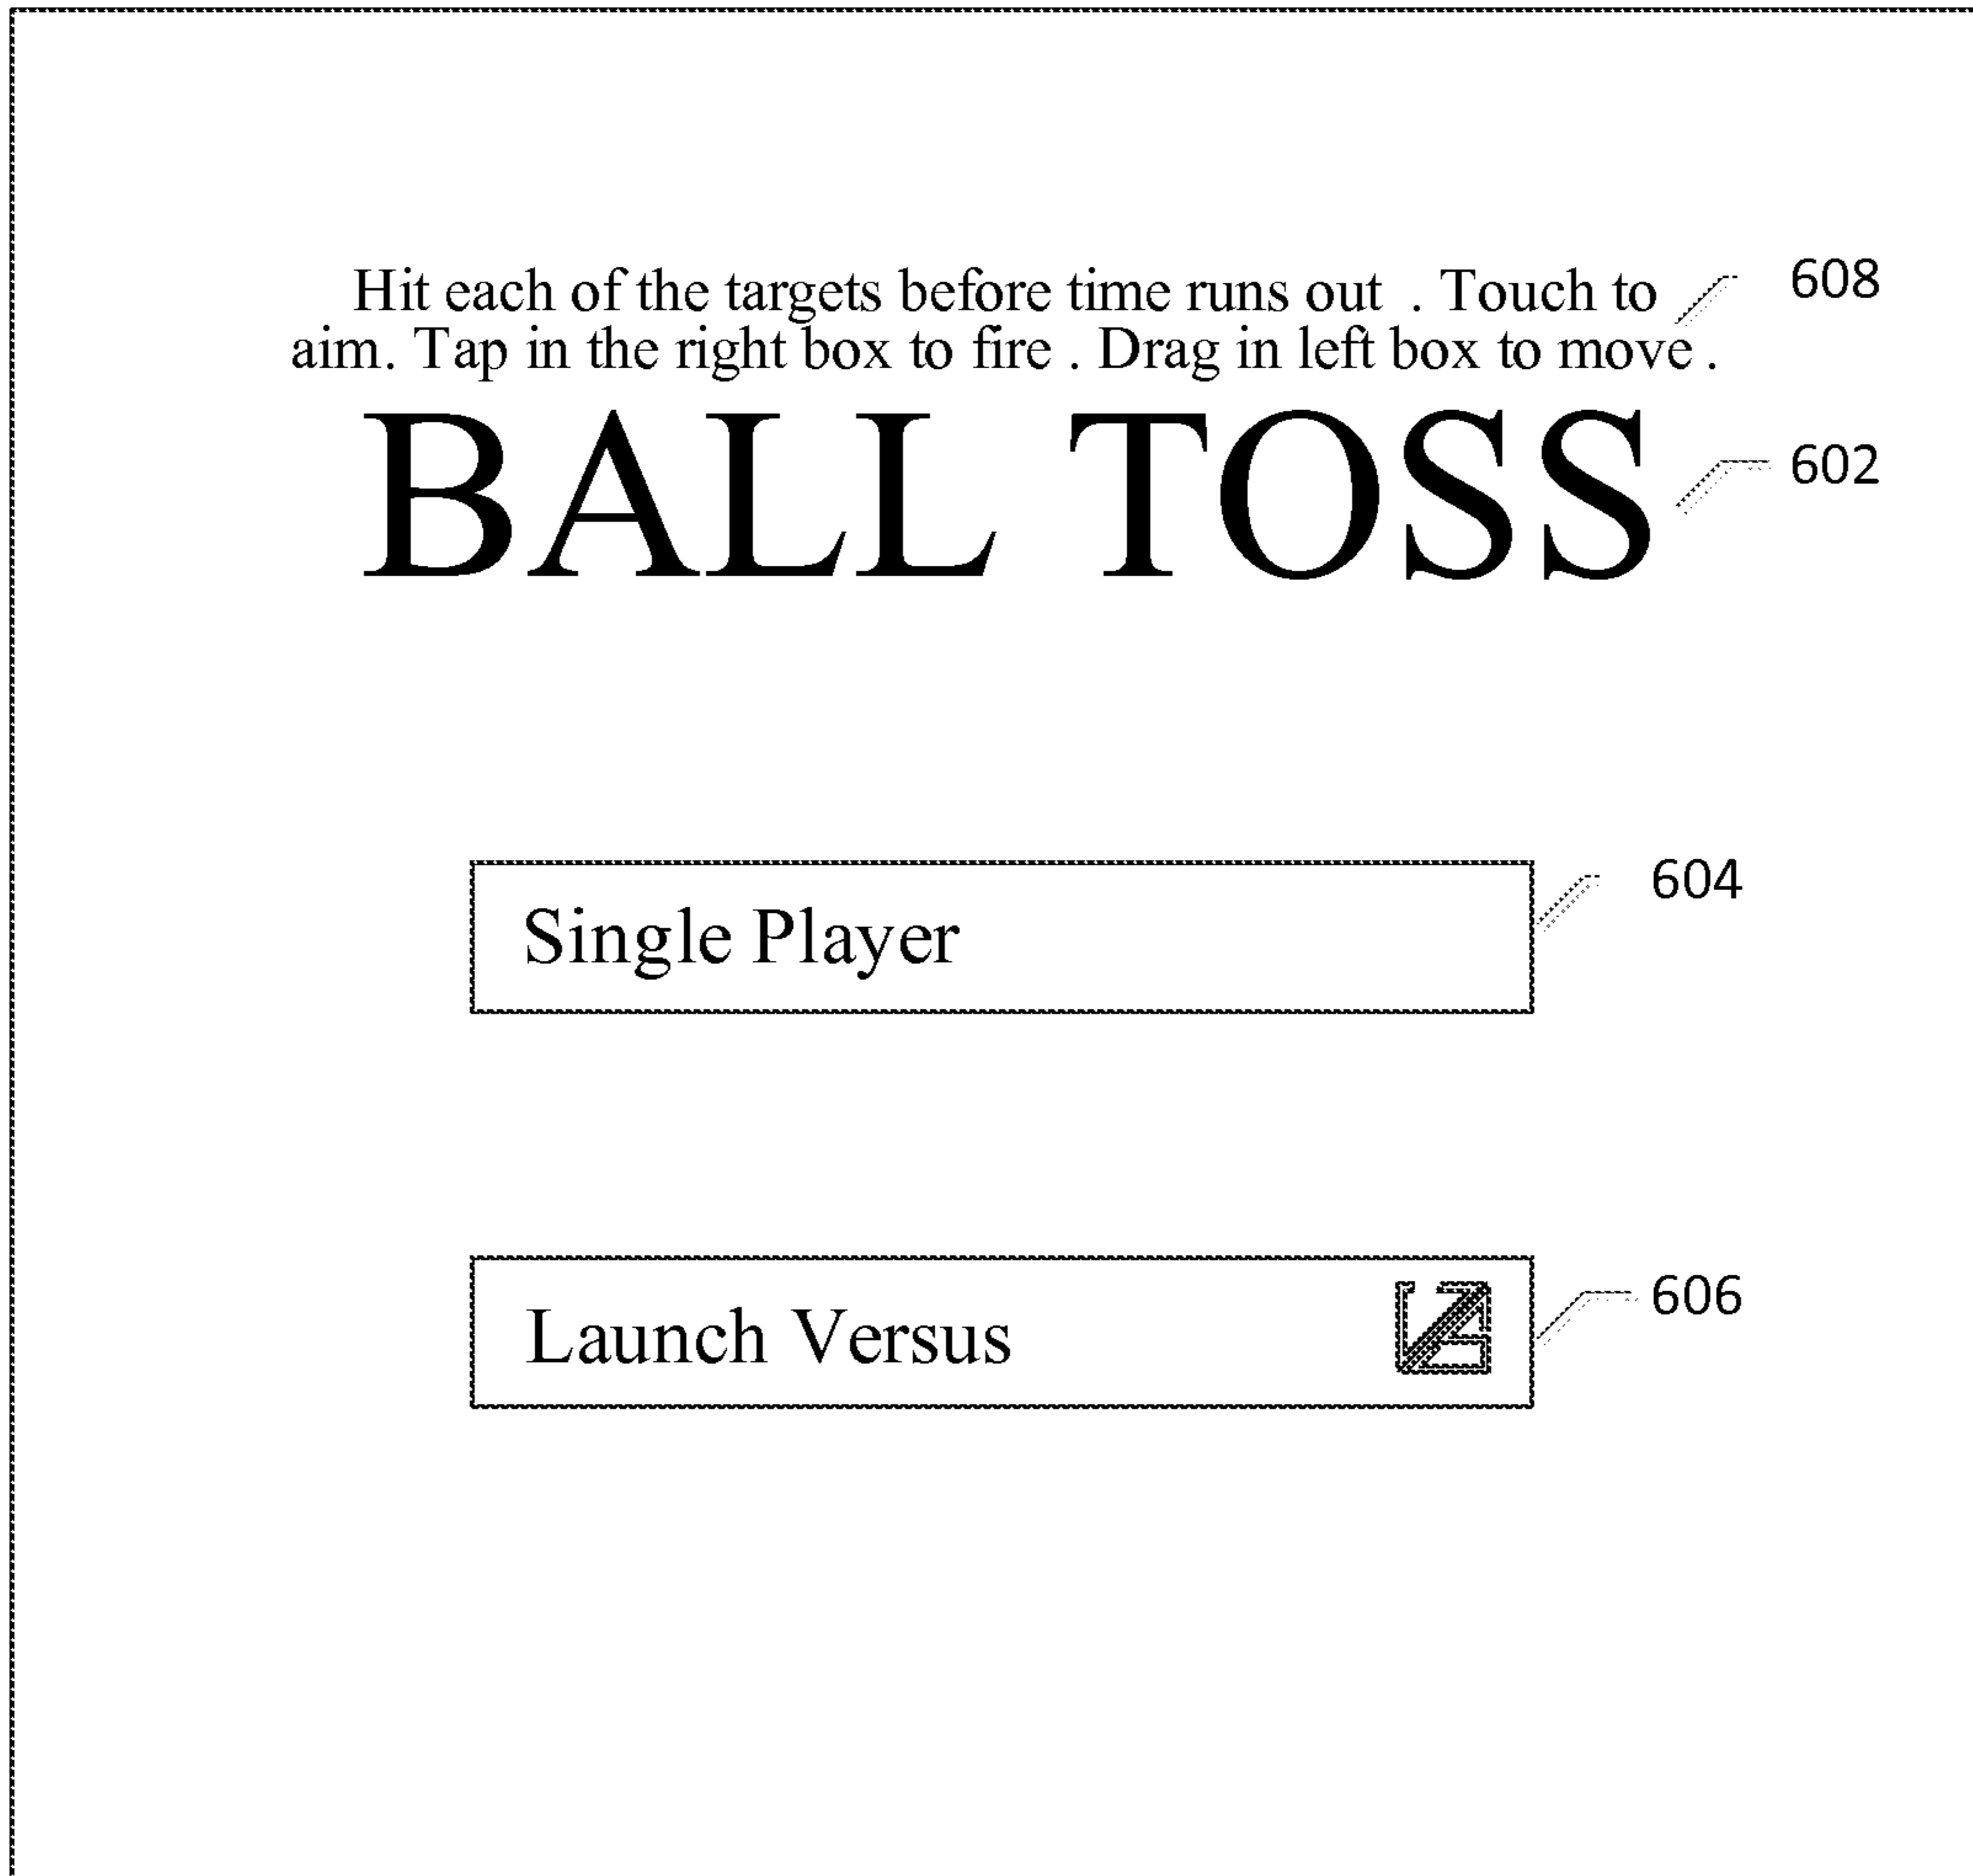 Hit each of the targets before time runs out . Touch to
608
aim. Tap in the right box to fire . Drag in left box to move .
BALL TOSS
602
Single Player
604
Launch Versus
606